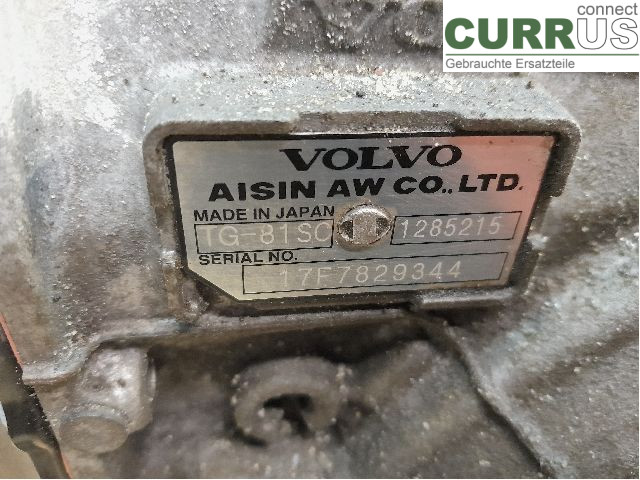 connect
CURRUS
Gebrauchte Ersatzteile
VOLVO
AISIN AW CO., LTD.
MADE IN JAPAN
TG-81SC 1285215
SERIAL NO.
17F7829344